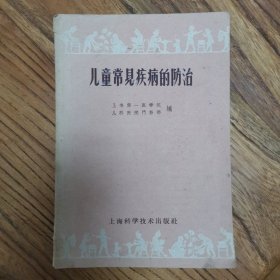 儿童常见疾病的防治
上海第一医学院
儿科医院门诊部 编
上海科学技术出版社